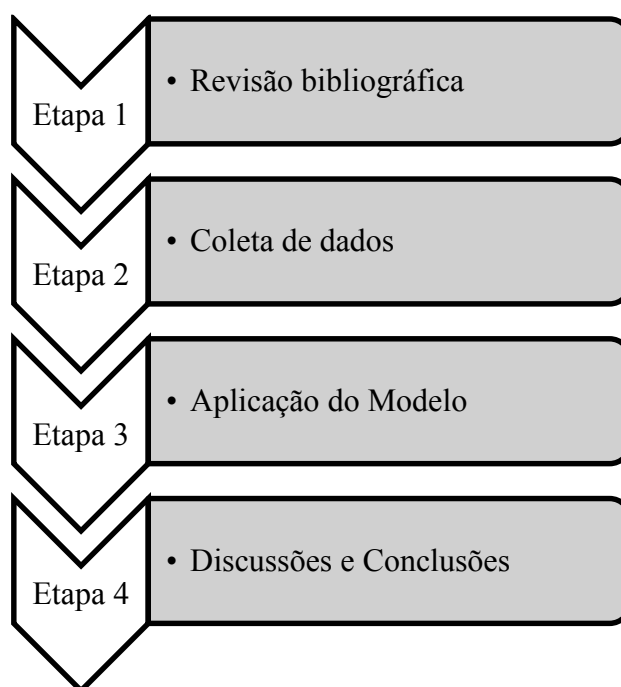 Etapa 1
• Revisão bibliográfica
Etapa 2
• Coleta de dados
Etapa 3
• Aplicação do Modelo
Etapa 4
• Discussões e Conclusões